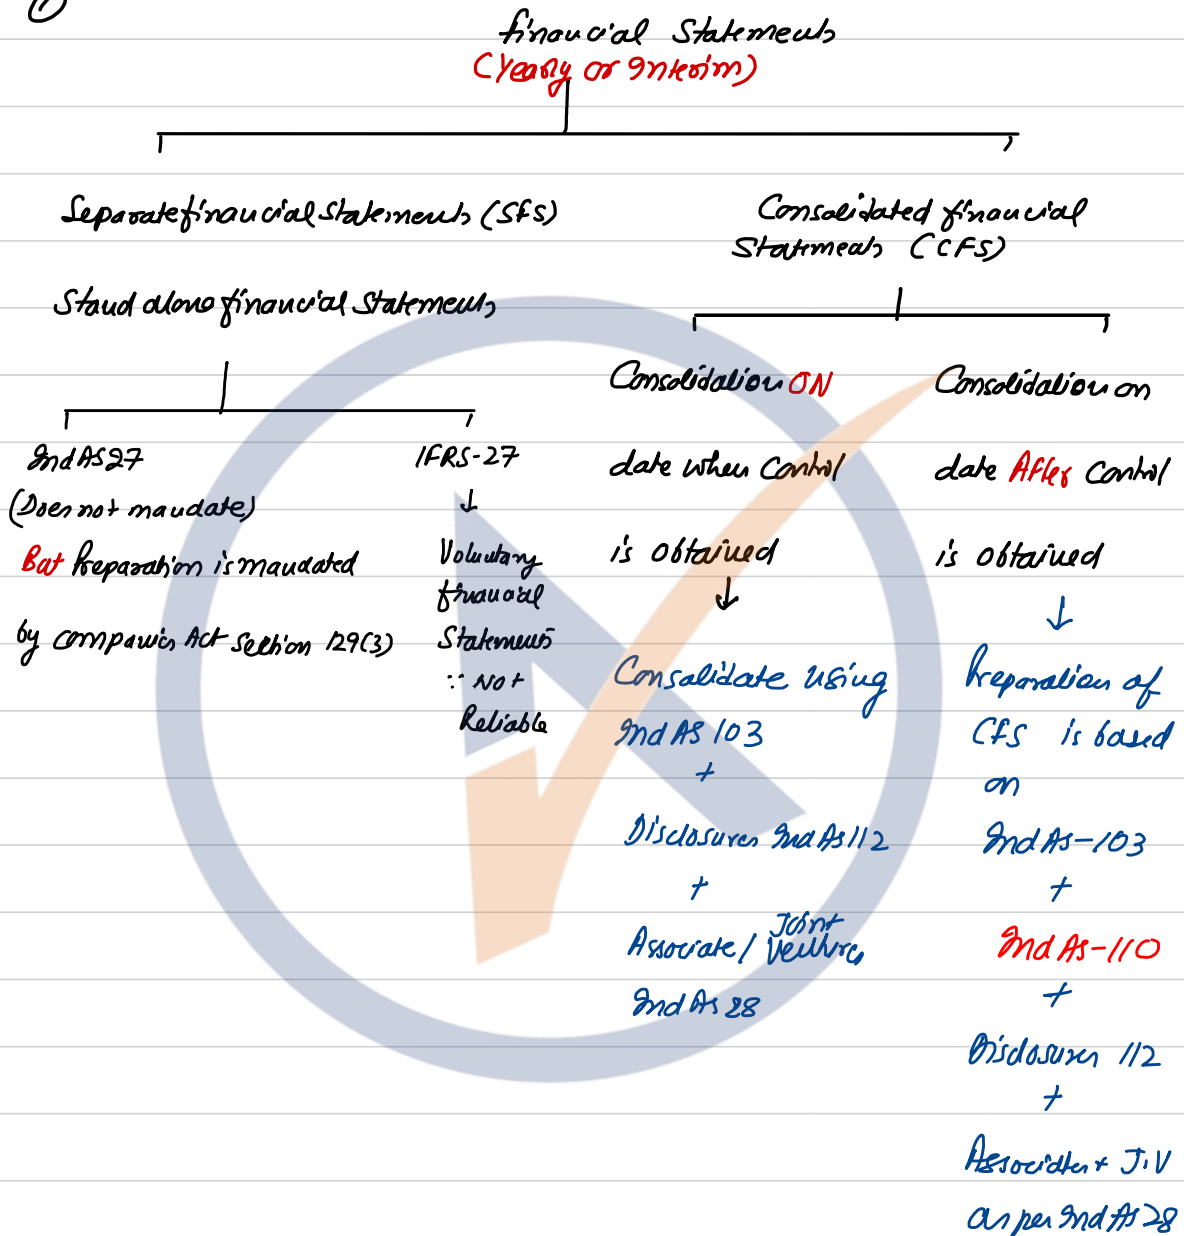 ①
Financial Statements
(Yearly or Interim)
Separate financial Statements (SFS)
Stand alone financial Statements
Ind AS 27
(Does not mandate)
But Preparation is mandated
by companies Act Section 129(3)
IFRS-27
↓
Voluntary
financial
Statements
∵ Not
Reliable
Consolidated financial
Statements (CFS)
Consolidation ON
date when Control
is obtained
↓
Consolidate using
Ind AS 103
+
Disclosures Ind AS 112
+
Associate / Joint Venture
Ind AS 28
Consolidation on
date After Control
is obtained
↓
Preparation of
CFS is based
on
Ind AS-103
+
Ind AS-110
+
Disclosures 112
+
Associates + J.V
as per Ind AS 28